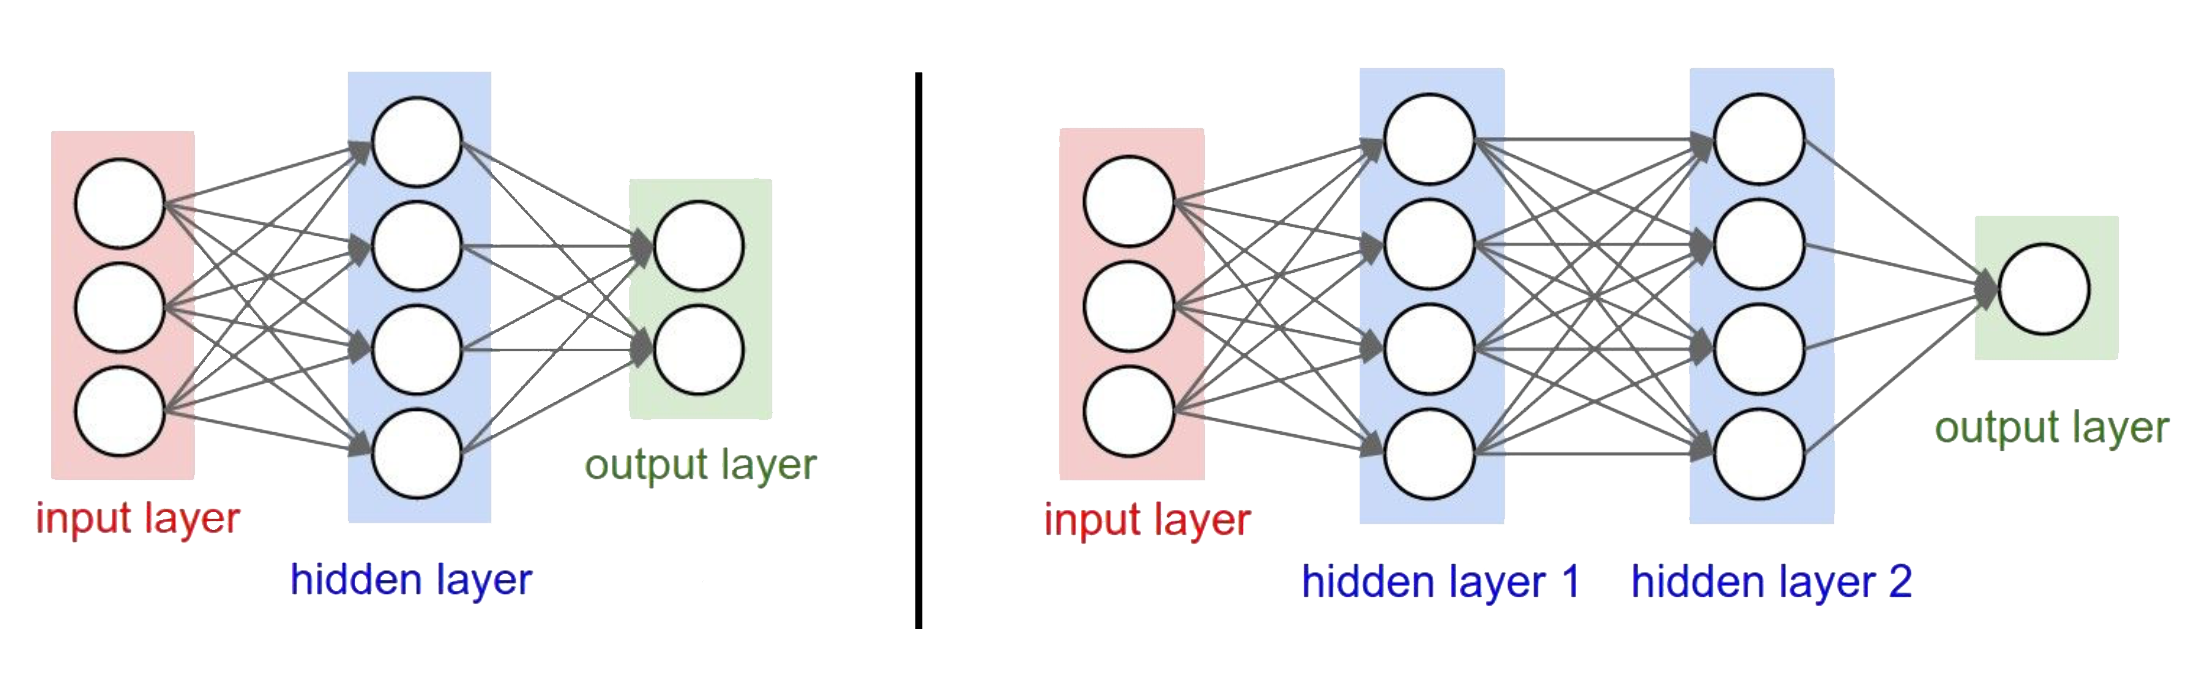 input layer
hidden layer
output layer
input layer
hidden layer 1
hidden layer 2
output layer